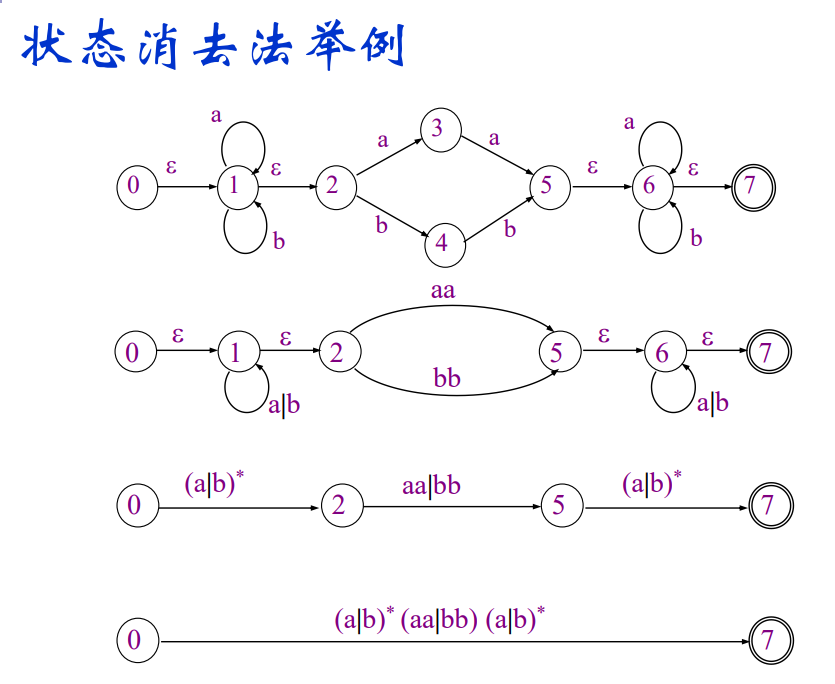 状态消去法举例
a 3 a
a ε ε a ε ε
0 1 2 5 6 7
b b 4 b b
aa
0 ε 1 ε 2 5 ε 6 ε 7
a|b bb a|b
(a|b)* aa|bb (a|b)*
0 2 5 7
(a|b)* (aa|bb) (a|b)*
0 7